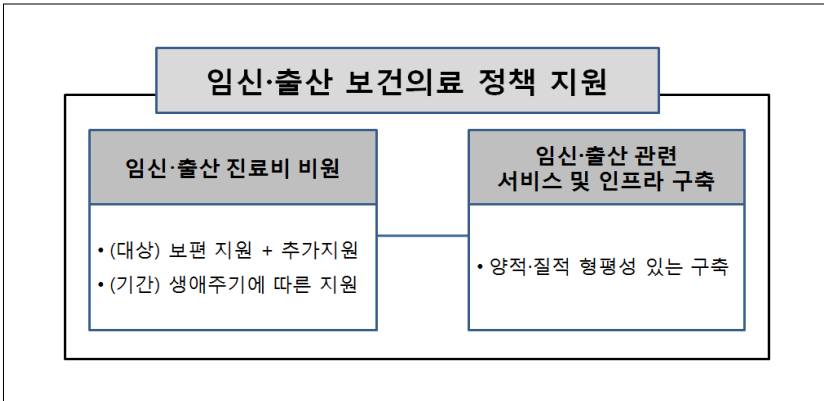 임신·출산 보건의료 정책 지원
임신·출산 진료비 비원
• (대상) 보편 지원 + 추가지원
• (기간) 생애주기에 따른 지원
임신·출산 관련
서비스 및 인프라 구축
• 양적·질적 형평성 있는 구축